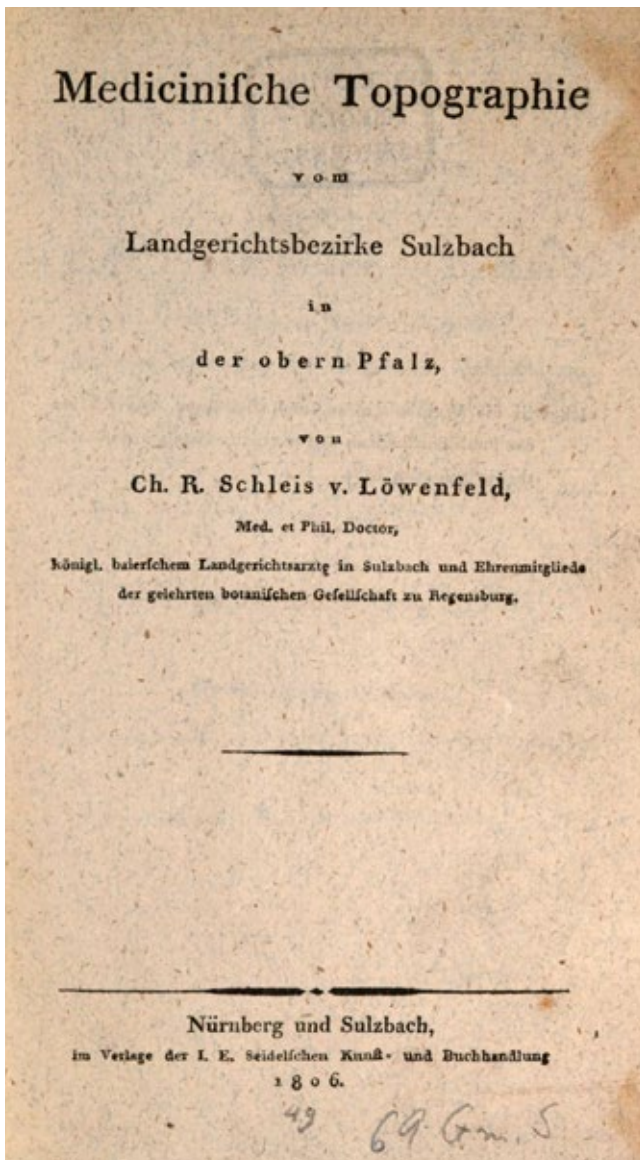 Mediciniſche Topographie
vom
Landgerichtsbezirke Sulzbach
in
der obern Pfalz,
von
Ch. R. Schleis v. Löwenfeld,
Med. et Phil. Doctor,
königl. baierſchem Landgerichtsarzte in Sulzbach und Ehrenmitgliede
der gelehrten botaniſchen Geſellſchaft zu Regensburg.
Nürnberg und Sulzbach,
im Verlage der I. E. Seidelſchen Kunſt- und Buchhandlung
1806.
49